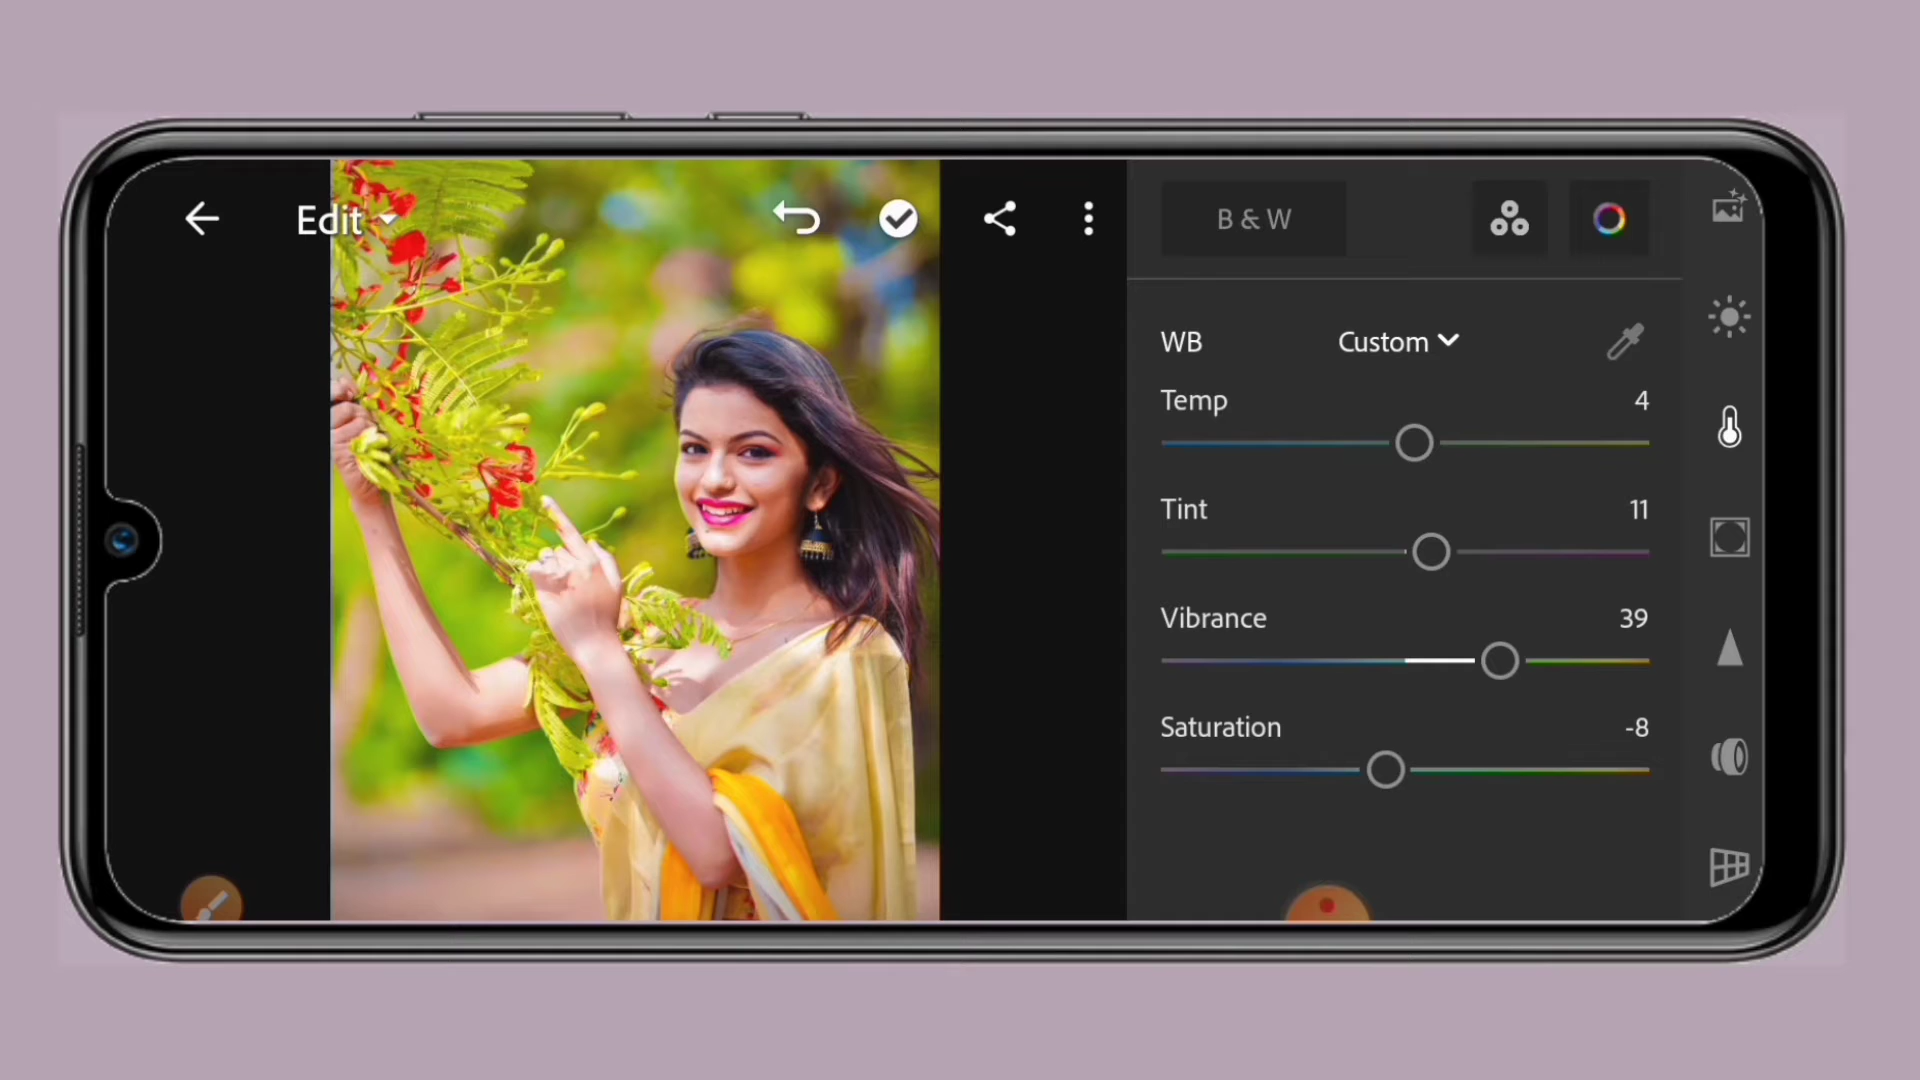 Edit
B & W
WB Custom
Temp 4
Tint 11
Vibrance 39
Saturation -8